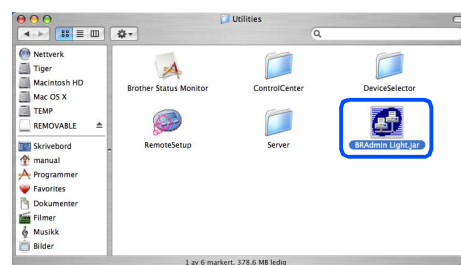 Utilities
Nettverk
Tiger
Macintosh HD
Mac OS X
TEMP
REMOVABLE
Skrivebord
manual
Programmer
Favorites
Dokumenter
Filmer
Musikk
Bilder
Brother Status Monitor
ControlCenter
DeviceSelector
RemoteSetup
Server
BRAdmin Light.jar
1 av 6 markert, 378.6 MB ledig